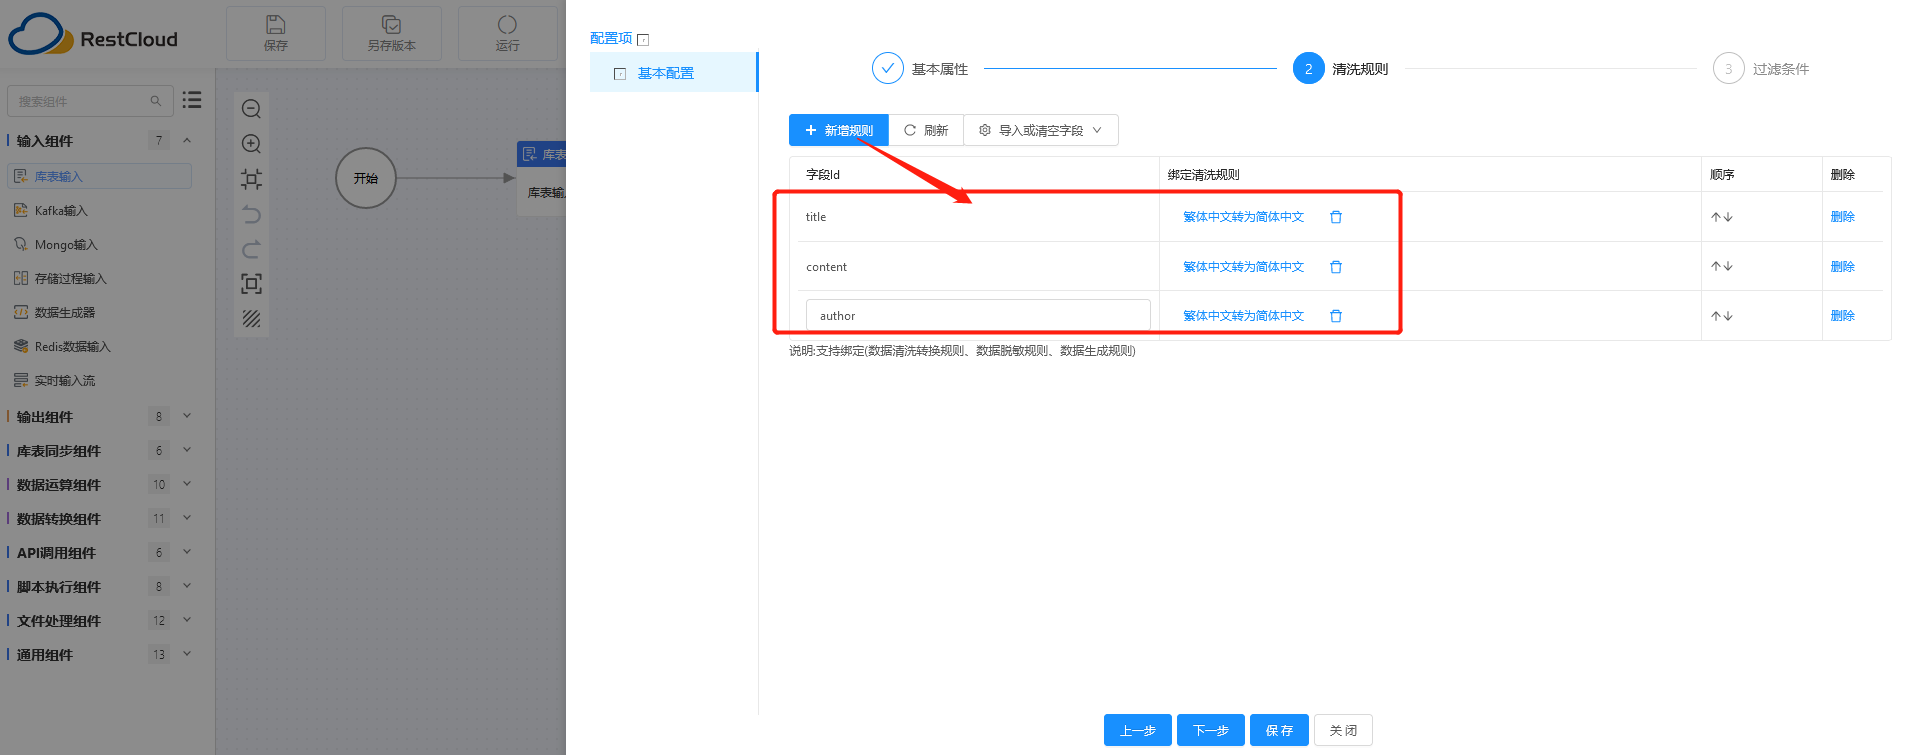 RestCloud
保存
另存版本
运行
搜索组件
输入组件 7
库表输入
Kafka输入
Mongo输入
存储过程输入
数据生成器
Redis数据输入
实时输入流
输出组件 8
库表同步组件 6
数据运算组件 10
数据转换组件 11
API调用组件 6
脚本执行组件 8
文件处理组件 12
通用组件 13
开始
库表
库表输
配置项
基本配置
基本属性
2 清洗规则
3 过滤条件
新增规则 刷新 导入或清空字段
字段Id 绑定清洗规则 顺序 删除
title 繁体中文转为简体中文 删除
content 繁体中文转为简体中文 删除
author 繁体中文转为简体中文 删除
说明:支持绑定(数据清洗转换规则、数据脱敏规则、数据生成规则)
上一步 下一步 保存 关闭